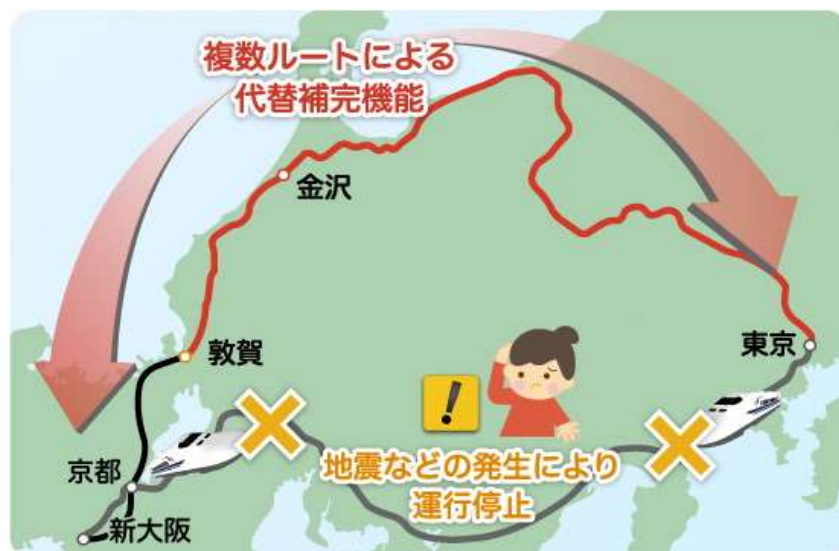 複数ルートによる
代替補完機能
金沢
敦賀
東京
!
地震などの発生により
運行停止
京都
新大阪